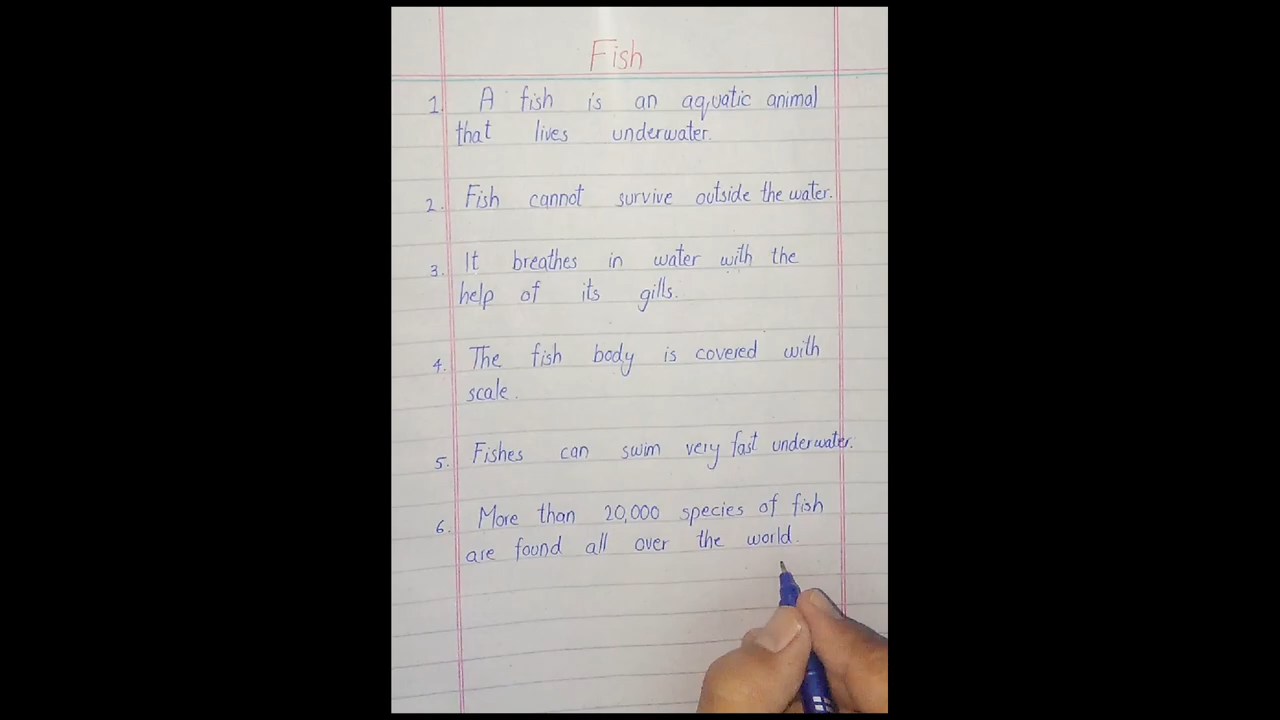 Fish
1. A fish is an aquatic animal
that lives underwater.
2. Fish cannot survive outside the water.
3. It breathes in water with the
help of its gills.
4. The fish body is covered with
scale.
5. Fishes can swim very fast underwater.
6. More than 20,000 species of fish
are found all over the world.